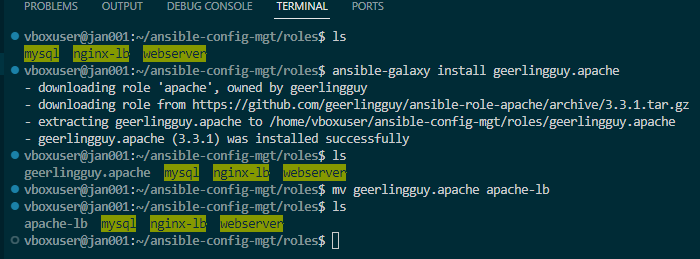 PROBLEMS OUTPUT DEBUG CONSOLE TERMINAL PORTS
vboxuser@jan001:~/ansible-config-mgt/roles$ ls
mysql nginx-lb webserver
vboxuser@jan001:~/ansible-config-mgt/roles$ ansible-galaxy install geerlingguy.apache
- downloading role 'apache', owned by geerlingguy
- downloading role from https://github.com/geerlingguy/ansible-role-apache/archive/3.3.1.tar.gz
- extracting geerlingguy.apache to /home/vboxuser/ansible-config-mgt/roles/geerlingguy.apache
- geerlingguy.apache (3.3.1) was installed successfully
vboxuser@jan001:~/ansible-config-mgt/roles$ ls
geerlingguy.apache mysql nginx-lb webserver
vboxuser@jan001:~/ansible-config-mgt/roles$ mv geerlingguy.apache apache-lb
vboxuser@jan001:~/ansible-config-mgt/roles$ ls
apache-lb mysql nginx-lb webserver
vboxuser@jan001:~/ansible-config-mgt/roles$